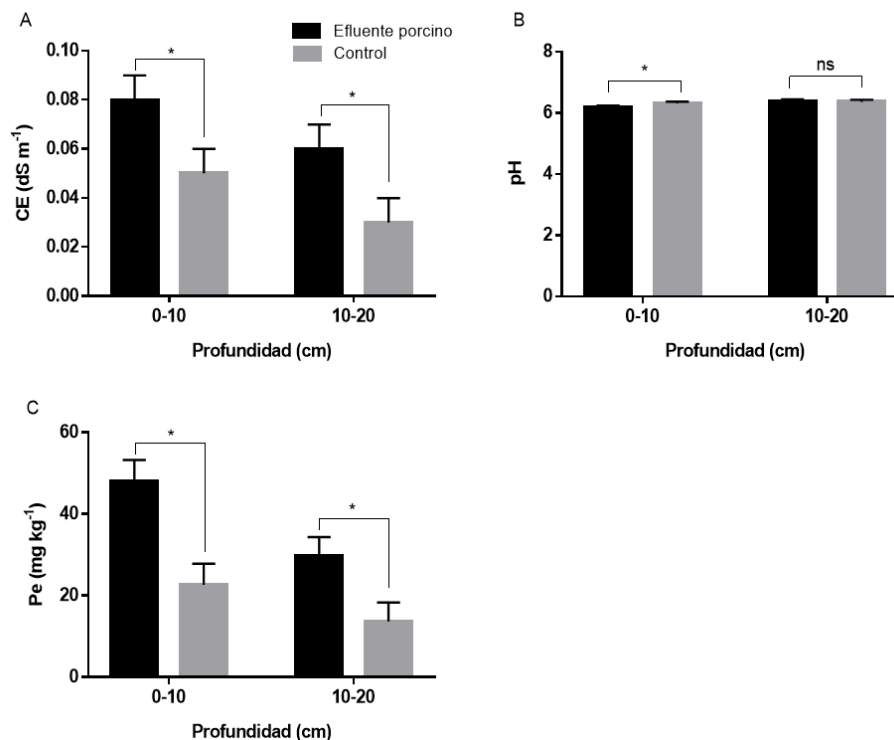 A
Efluente porcino
Control
CE (dS m⁻¹)
0.10
0.08
0.06
0.04
0.02
0.00
*
*
0-10
10-20
Profundidad (cm)
B
pH
8
6
4
2
0
*
ns
0-10
10-20
Profundidad (cm)
C
Pe (mg kg⁻¹)
60
40
20
0
*
*
0-10
10-20
Profundidad (cm)